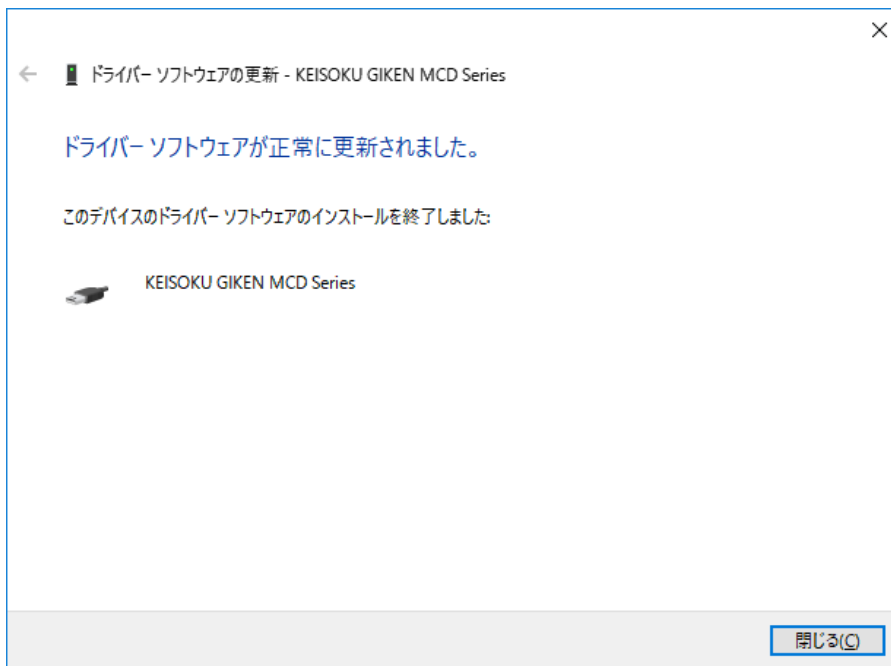 ドライバー ソフトウェアの更新 - KEISOKU GIKEN MCD Series
ドライバー ソフトウェアが正常に更新されました。
このデバイスのドライバー ソフトウェアのインストールを終了しました:
KEISOKU GIKEN MCD Series
閉じる(C)